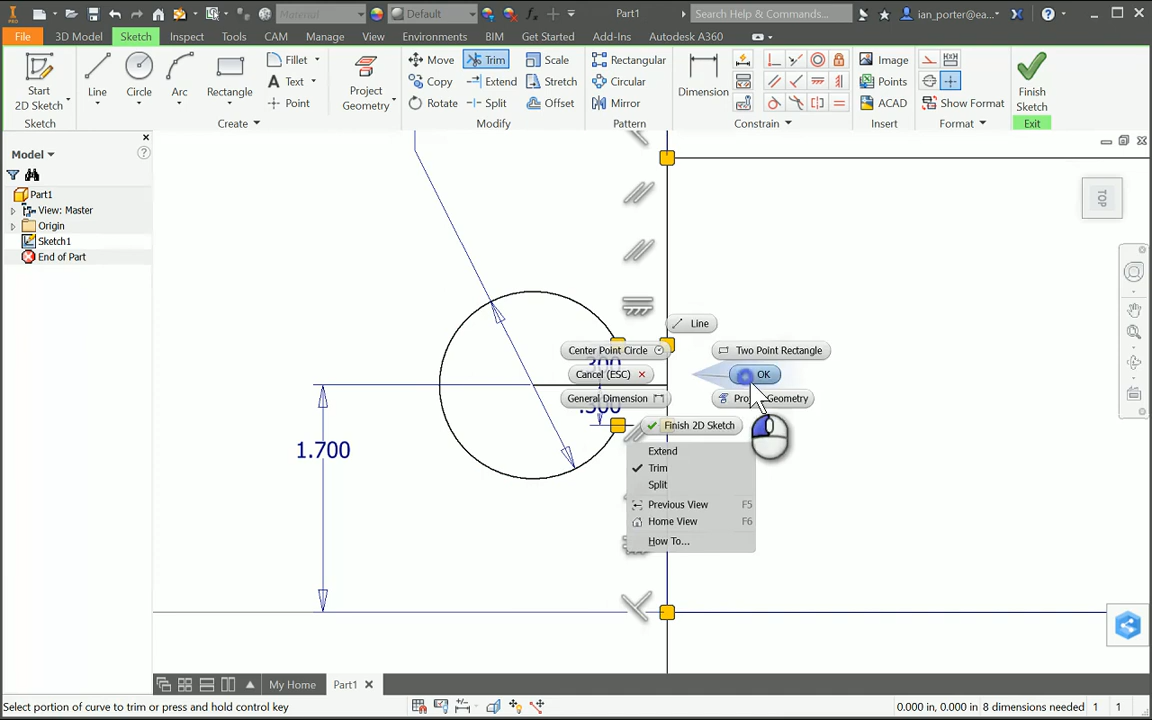 Material
Default
Part1
Search Help & Commands...
ian_porter@ea...
PRO
File
3D Model
Sketch
Inspect
Tools
CAM
Manage
View
Environments
BIM
Get Started
Add-Ins
Autodesk A360
Start
2D Sketch
Line
Circle
Arc
Rectangle
Fillet
Text
Point
Project
Geometry
Move
Trim
Scale
Copy
Extend
Stretch
Rotate
Split
Offset
Rectangular
Circular
Mirror
Dimension
Image
Points
ACAD
Show Format
Finish
Sketch
Sketch
Create
Modify
Pattern
Constrain
Insert
Format
Exit
Model
Part1
View: Master
Origin
Sketch1
End of Part
TOP
Line
Center Point Circle
Two Point Rectangle
Cancel (ESC)
OK
General Dimension
Geometry
Finish 2D Sketch
.300
1.700
Extend
Trim
Split
Previous View F5
Home View F6
How To...
My Home
Part1
Select portion of curve to trim or press and hold control key
0.000 in, 0.000 in 8 dimensions needed 1 1